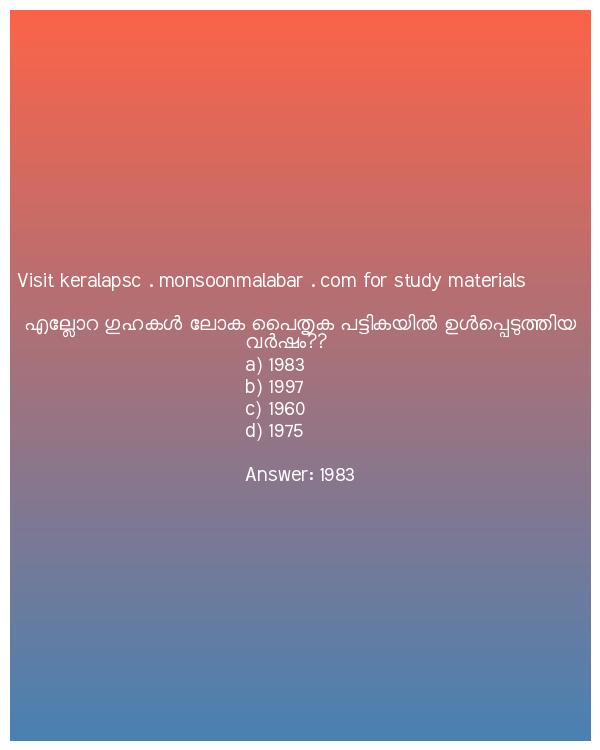 Visit keralapsc . monsoonmalabar . com for study materials
എല്ലോറ ഗുഹകൾ ലോക പൈതൃക പട്ടികയിൽ ഉൾപ്പെടുത്തിയ
വർഷം??
a) 1983
b) 1997
c) 1960
d) 1975
Answer: 1983